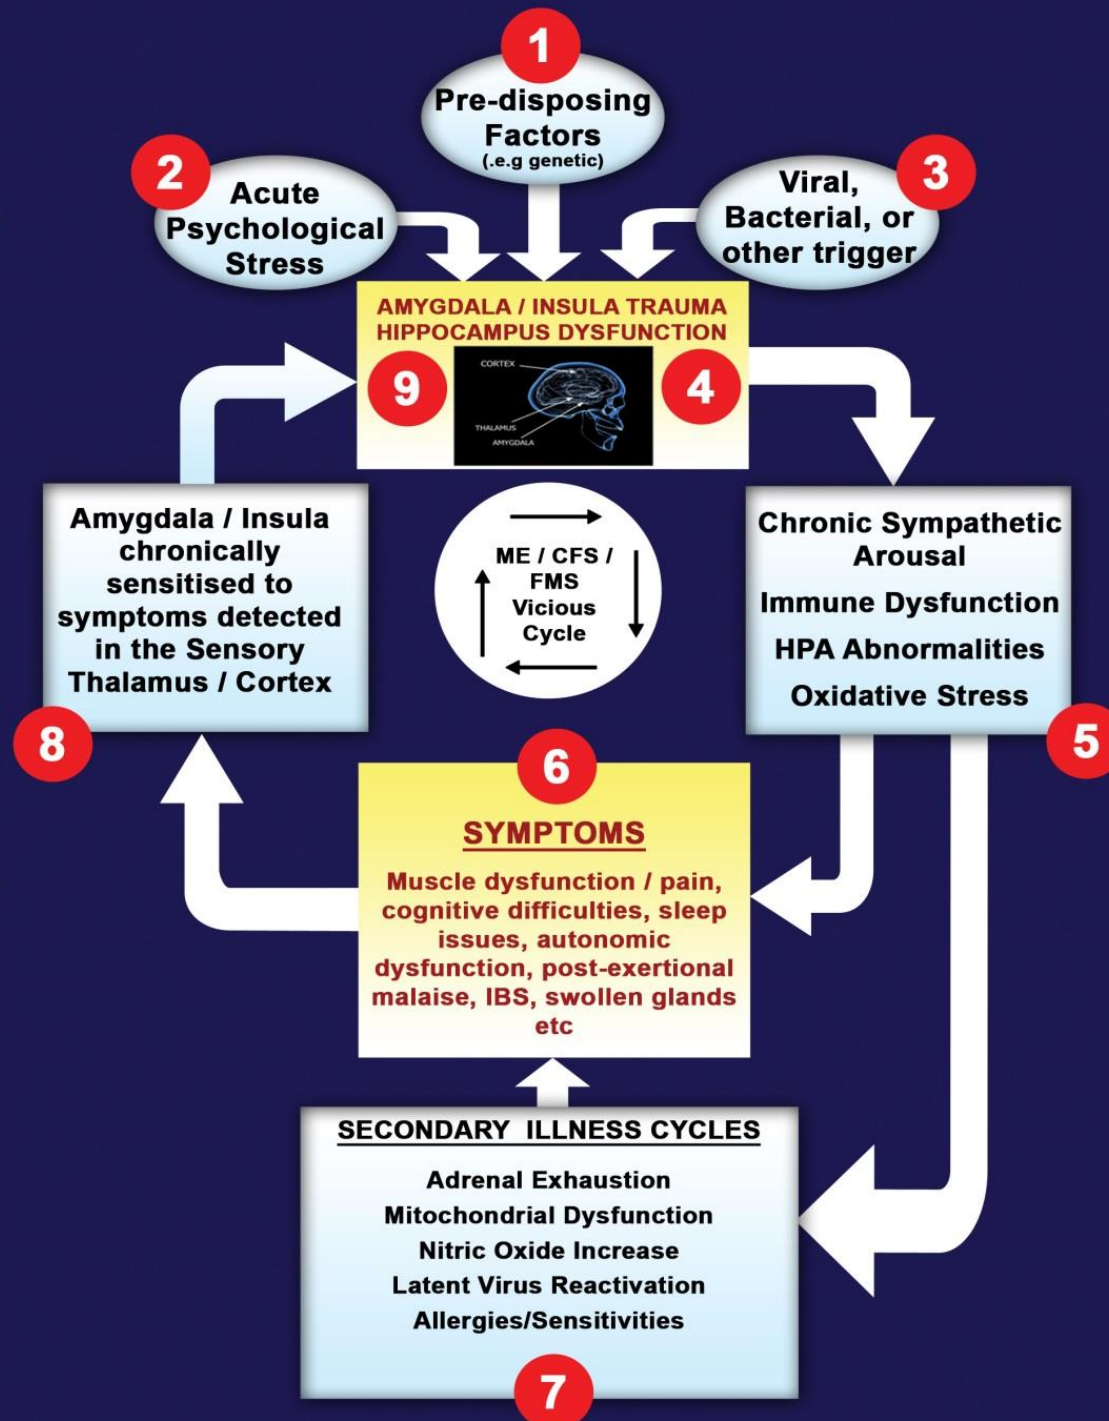 1
Pre-disposing
Factors
(.e.g genetic)
2
Acute
Psychological
Stress
3
Viral,
Bacterial, or
other trigger
AMYGDALA / INSULA TRAUMA
HIPPOCAMPUS DYSFUNCTION
9
CORTEX
THALAMUS
AMYGDALA
4
Chronic Sympathetic
Arousal
Immune Dysfunction
HPA Abnormalities
Oxidative Stress
5
ME / CFS /
FMS
Vicious
Cycle
Amygdala / Insula
chronically
sensitised to
symptoms detected
in the Sensory
Thalamus / Cortex
8
6
SYMPTOMS
Muscle dysfunction / pain,
cognitive difficulties, sleep
issues, autonomic
dysfunction, post-exertional
malaise, IBS, swollen glands
etc
SECONDARY ILLNESS CYCLES
Adrenal Exhaustion
Mitochondrial Dysfunction
Nitric Oxide Increase
Latent Virus Reactivation
Allergies/Sensitivities
7